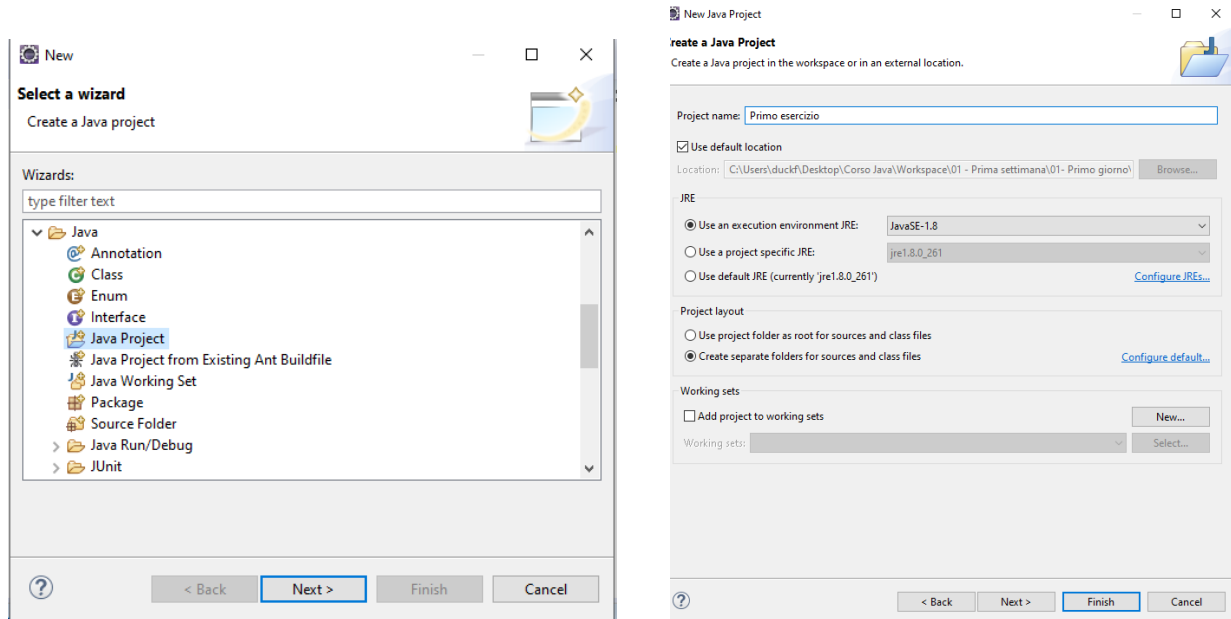 New
Select a wizard
Create a Java project
Wizards:
type filter text
Java
Annotation
Class
Enum
Interface
Java Project
Java Project from Existing Ant Buildfile
Java Working Set
Package
Source Folder
Java Run/Debug
JUnit
?
< Back Next > Finish Cancel
New Java Project
reate a Java Project
Create a Java project in the workspace or in an external location.
Project name: Primo esercizio
Use default location
Location: C:\Users\duckf\Desktop\Corso Java\Workspace\01 - Prima settimana\01- Primo giorno\ Browse...
JRE
Use an execution environment JRE: JavaSE-1.8
Use a project specific JRE: jre1.8.0_261
Use default JRE (currently 'jre1.8.0_261') Configure JREs...
Project layout
Use project folder as root for sources and class files
Create separate folders for sources and class files Configure default...
Working sets
Add project to working sets New...
Working sets: Select...
?
< Back Next > Finish Cancel